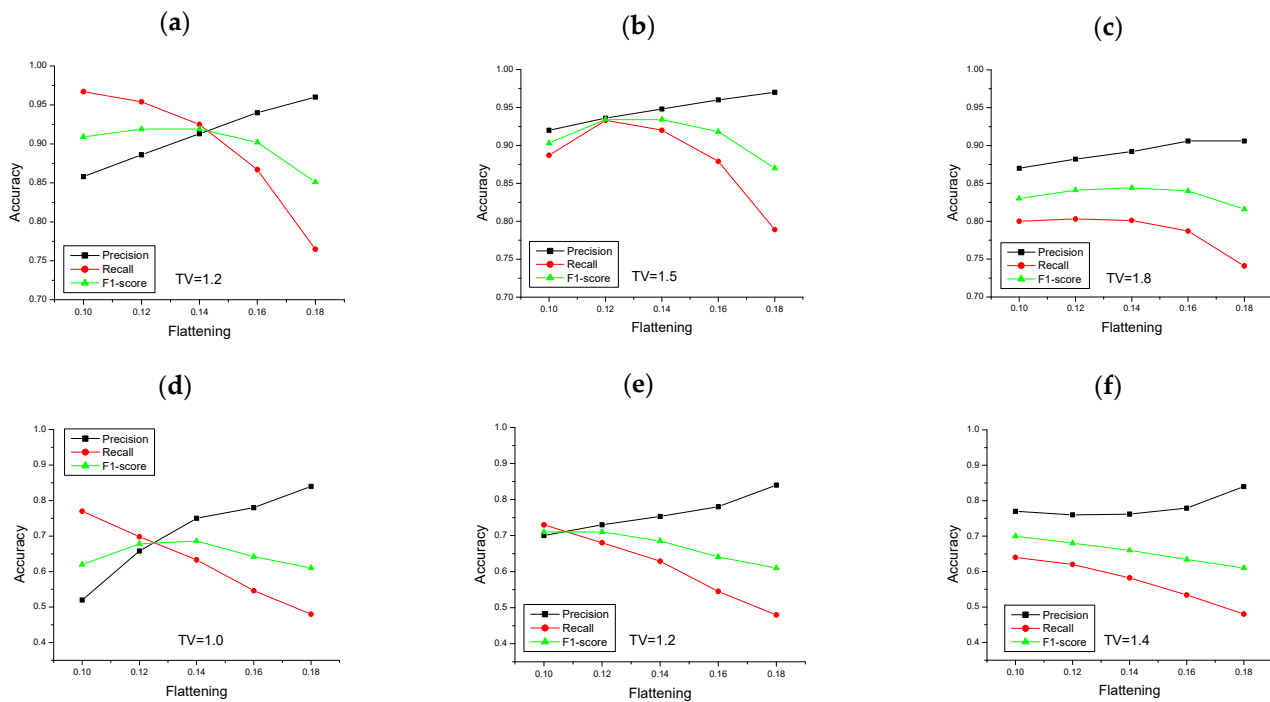 (a)
1.00
0.95
0.90
0.85
0.80
0.75
0.70
Accuracy
Precision
Recall
F1-score
TV=1.2
0.10 0.12 0.14 0.16 0.18
Flattening
(b)
1.00
0.95
0.90
0.85
0.80
0.75
0.70
Accuracy
Precision
Recall
F1-score
TV=1.5
0.10 0.12 0.14 0.16 0.18
Flattening
(c)
1.00
0.95
0.90
0.85
0.80
0.75
0.70
Accuracy
Precision
Recall
F1-score
TV=1.8
0.10 0.12 0.14 0.16 0.18
Flattening
(d)
1.0
0.9
0.8
0.7
0.6
0.5
0.4
Accuracy
Precision
Recall
F1-score
TV=1.0
0.10 0.12 0.14 0.16 0.18
Flattening
(e)
1.0
0.9
0.8
0.7
0.6
0.5
0.4
Accuracy
Precision
Recall
F1-score
TV=1.2
0.10 0.12 0.14 0.16 0.18
Flattening
(f)
1.0
0.9
0.8
0.7
0.6
0.5
0.4
Accuracy
Precision
Recall
F1-score
TV=1.4
0.10 0.12 0.14 0.16 0.18
Flattening